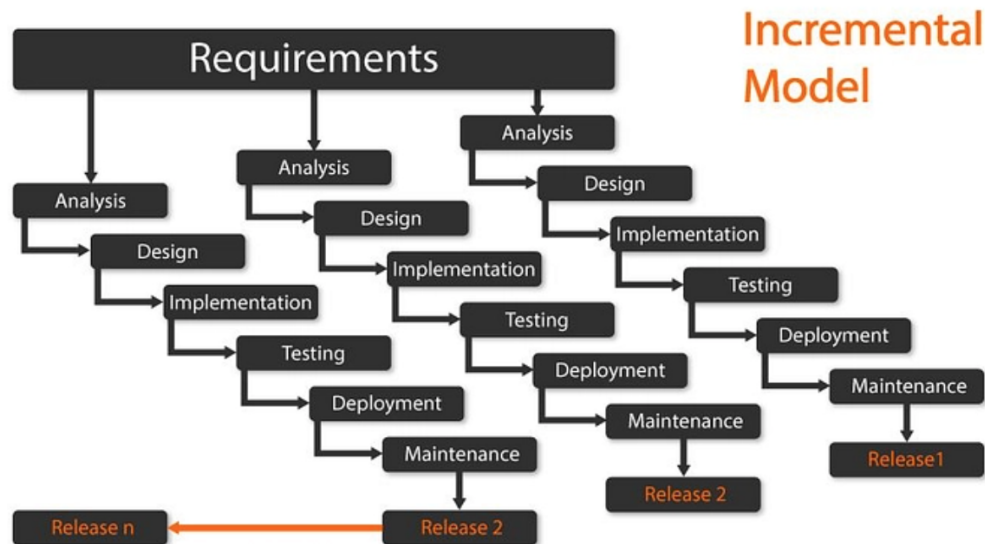 Incremental
Model
Requirements
Analysis
Design
Implementation
Testing
Deployment
Maintenance
Release 2
Release n
Analysis
Design
Implementation
Testing
Deployment
Maintenance
Release 2
Analysis
Design
Implementation
Testing
Deployment
Maintenance
Release1